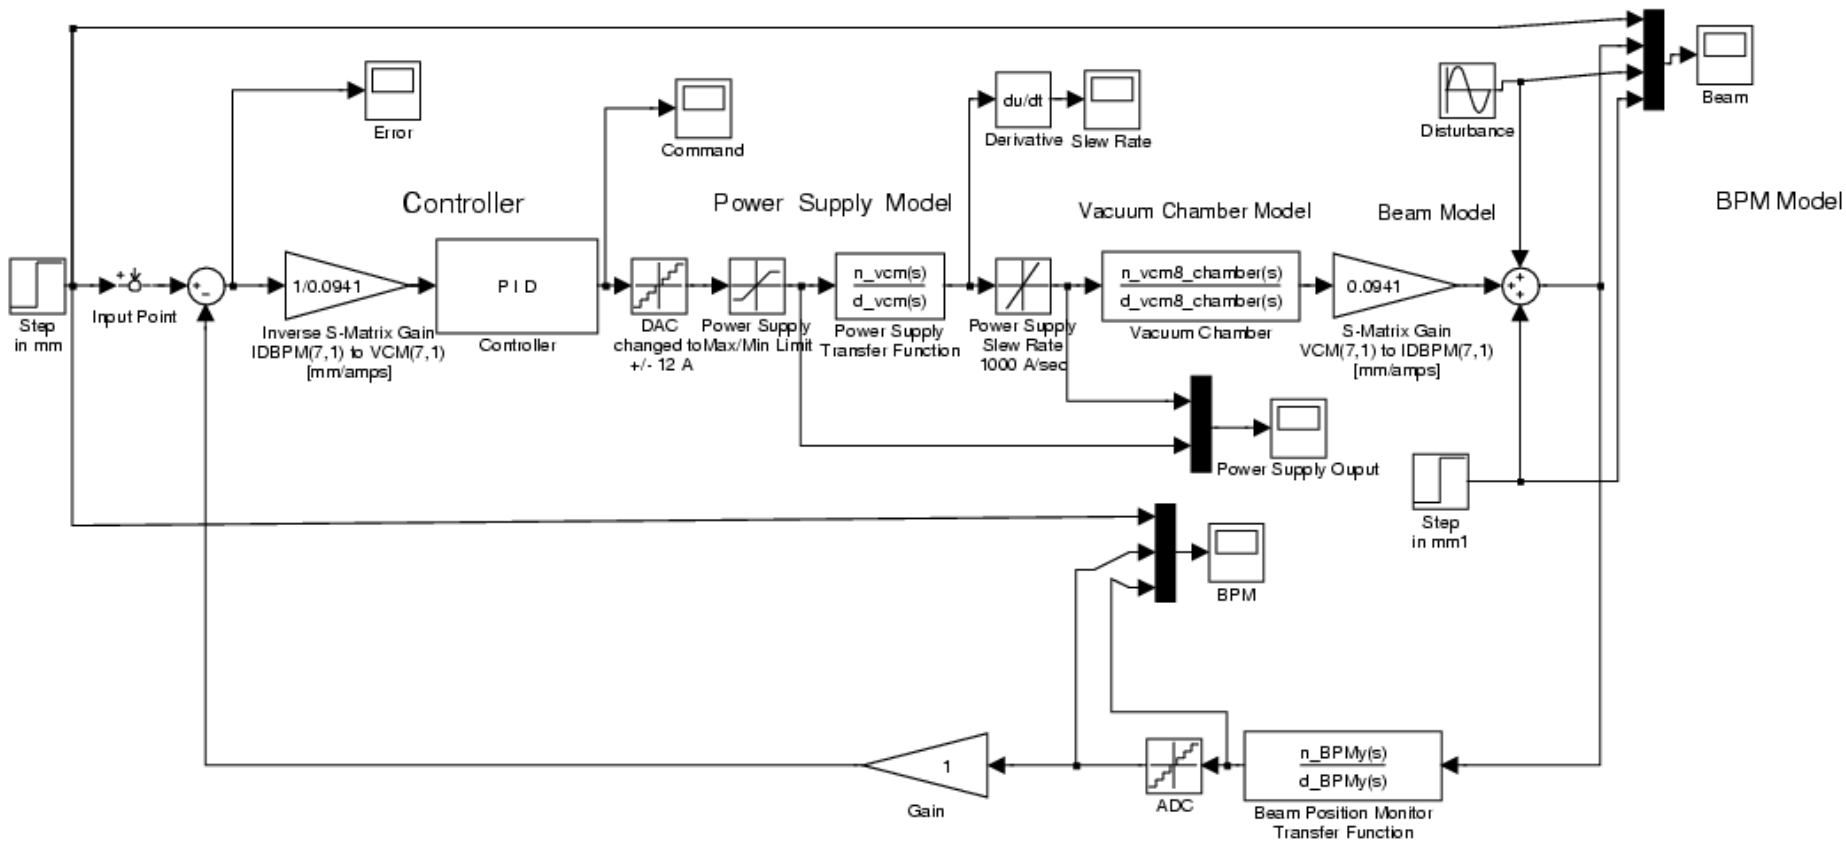 Beam
Error
Command
du/dt
Derivative
Slew Rate
Disturbance
Controller
Power Supply Model
Vacuum Chamber Model
Beam Model
BPM Model
Step
in mm
+
Input Point
+
-
1/0.0941
Inverse S-Matrix Gain
IDBPM(7,1) to VCM(7,1)
[mm/amps]
P I D
Controller
DAC
changed to
+/- 12 A
Power Supply
Max/Min Limit
n_vcm(s)
d_vcm(s)
Power Supply
Transfer Function
Power Supply
Slew Rate
1000 A/sec
n_vcm8_chamber(s)
d_vcm8_chamber(s)
Vacuum Chamber
0.0941
S-Matrix Gain
VCM(7,1) to IDBPM(7,1)
[mm/amps]
+
+
+
Power Supply Ouput
Step
in mm1
BPM
1
Gain
ADC
n_BPMy(s)
d_BPMy(s)
Beam Position Monitor
Transfer Function